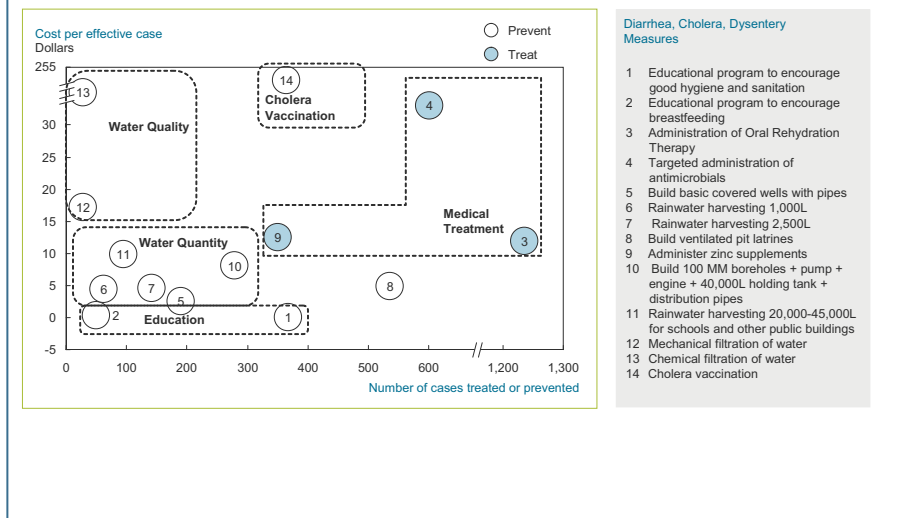 Cost per effective case
Dollars
Prevent
Treat
255
30
25
20
15
10
5
0
-5
0
100
200
300
400
500
600
1,200
1,300
Number of cases treated or prevented
13
Water Quality
12
14
Cholera
Vaccination
4
Medical
Treatment
9
3
Water Quantity
11
10
6
7
5
8
2
Education
1
Diarrhea, Cholera, Dysentery
Measures
1 Educational program to encourage
good hygiene and sanitation
2 Educational program to encourage
breastfeeding
3 Administration of Oral Rehydration
Therapy
4 Targeted administration of
antimicrobials
5 Build basic covered wells with pipes
6 Rainwater harvesting 1,000L
7 Rainwater harvesting 2,500L
8 Build ventilated pit latrines
9 Administer zinc supplements
10 Build 100 MM boreholes + pump +
engine + 40,000L holding tank +
distribution pipes
11 Rainwater harvesting 20,000-45,000L
for schools and other public buildings
12 Mechanical filtration of water
13 Chemical filtration of water
14 Cholera vaccination